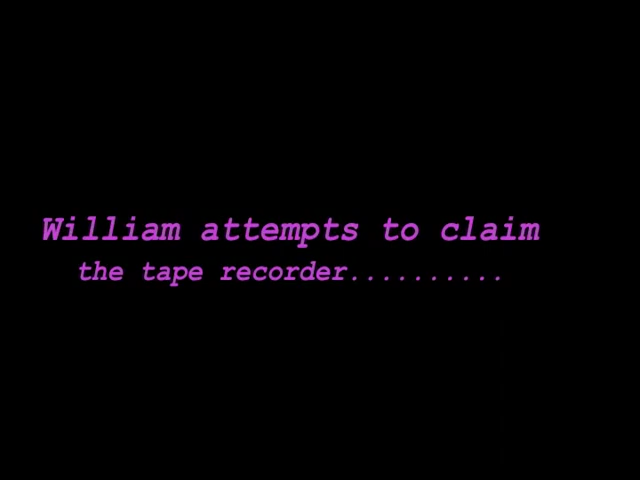 William attempts to claim
the tape recorder..........